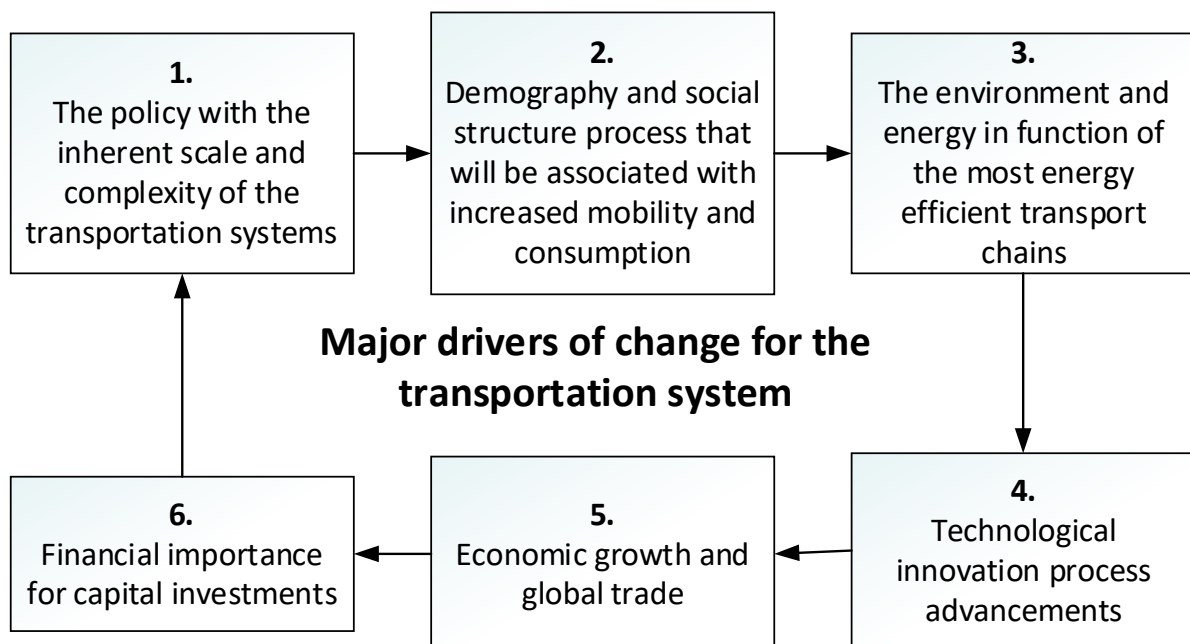 1.
The policy with the
inherent scale and
complexity of the
transportation systems
2.
Demography and social
structure process that
will be associated with
increased mobility and
consumption
3.
The environment and
energy in function of
the most energy
efficient transport
chains
Major drivers of change for the
transportation system
6.
Financial importance
for capital investments
5.
Economic growth and
global trade
4.
Technological
innovation process
advancements